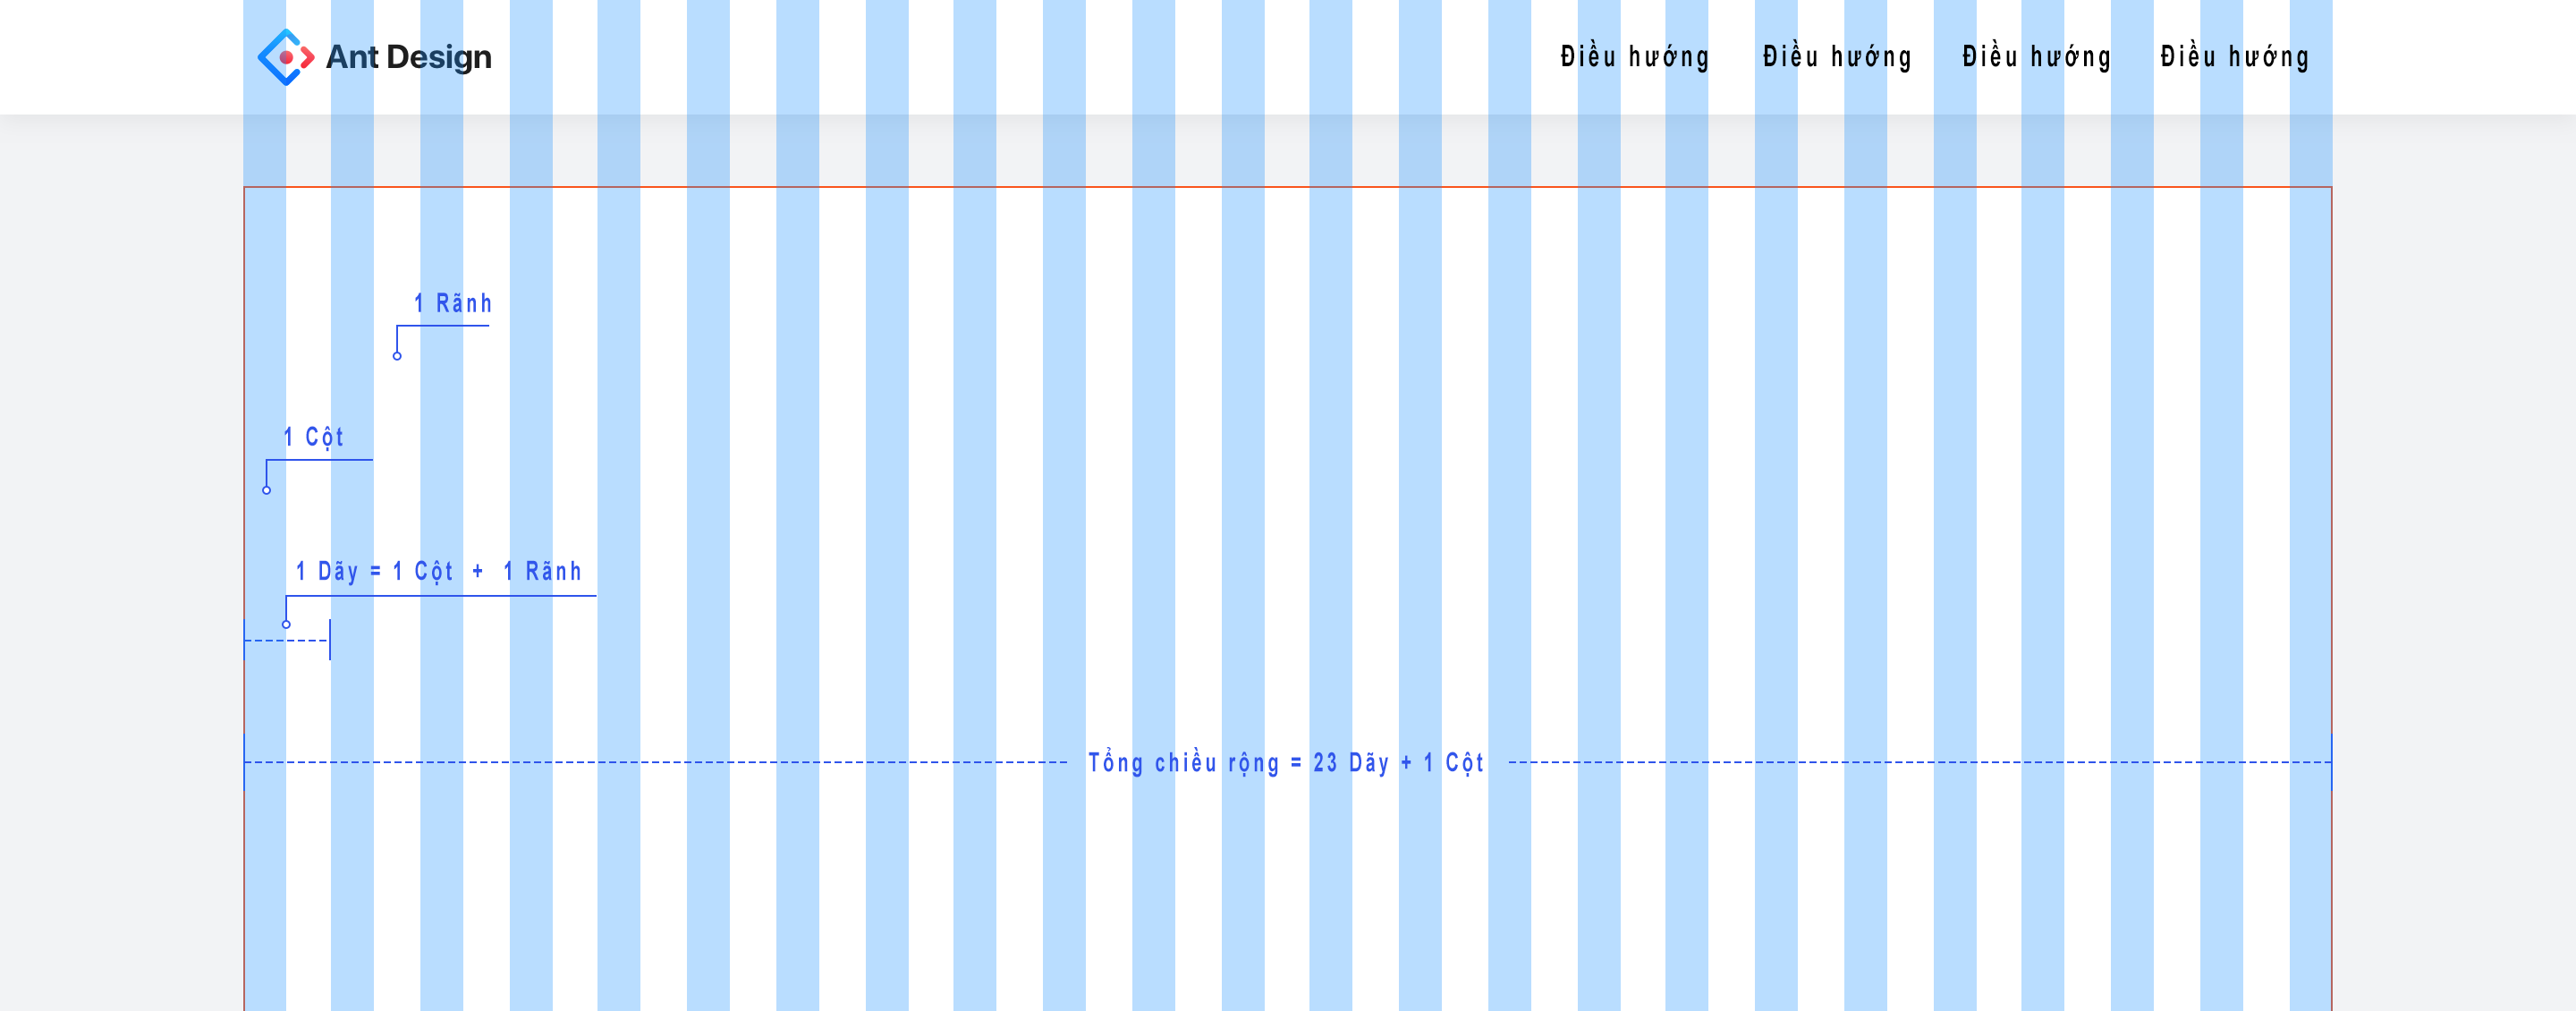 Ant Design
Điều hướng Điều hướng Điều hướng Điều hướng
1 Rãnh
1 Cột
1 Dãy = 1 Cột + 1 Rãnh
Tổng chiều rộng = 23 Dãy + 1 Cột